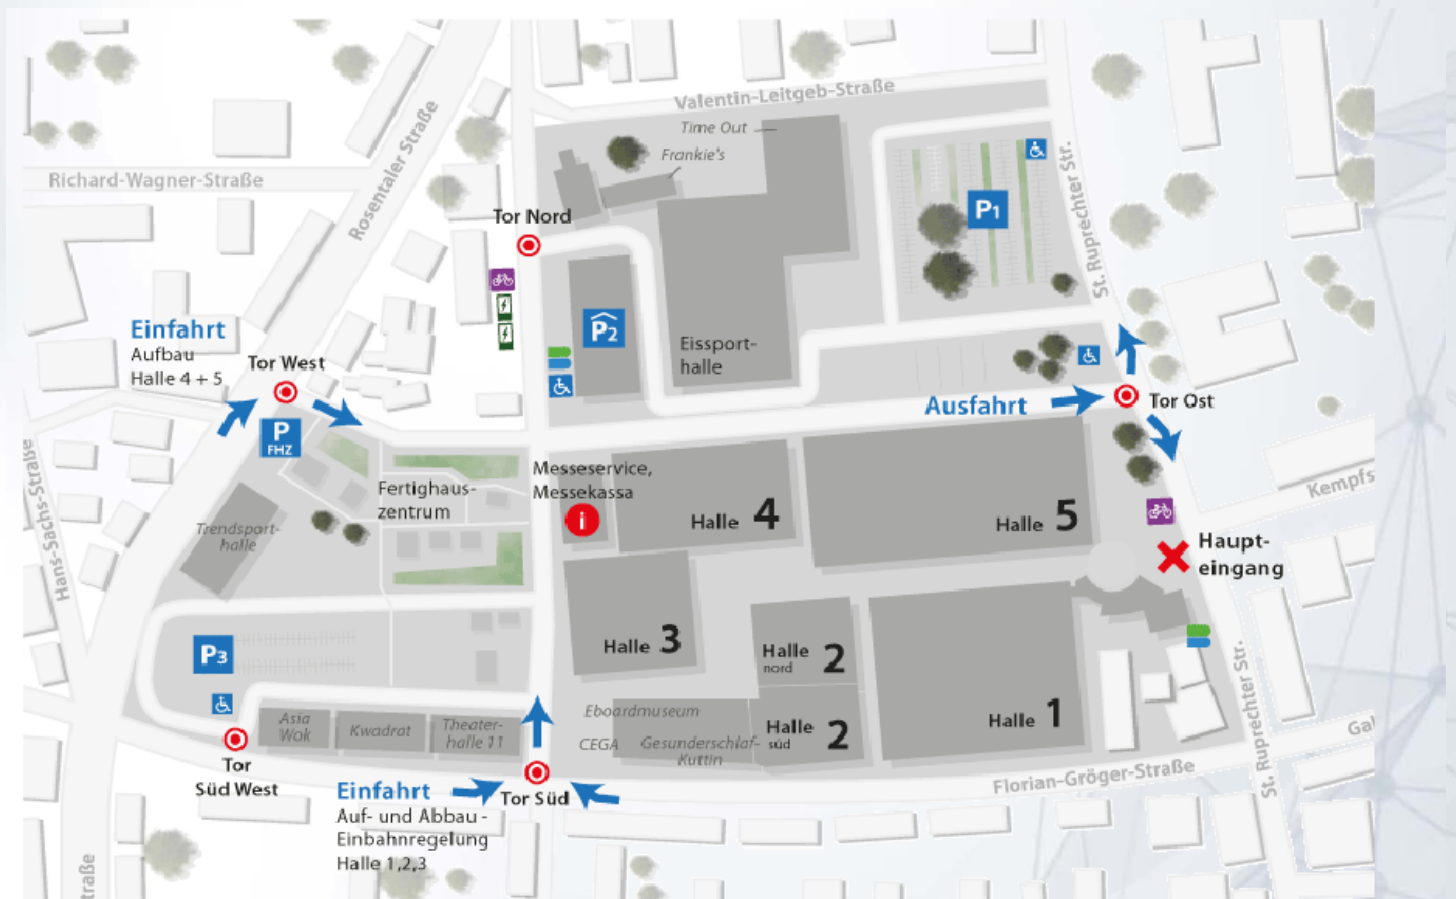 Valentin-Leitgeb-Straße
Time Out
Frankie's
Richard-Wagner-Straße
Rosentaler Straße
St. Ruprechter Str.
P1
Tor Nord
P2
Einfahrt
Aufbau
Halle 4 + 5
Tor West
Eissport-
halle
P
FHZ
Ausfahrt
Tor Ost
Hans-Sachs-Straße
Messeservice,
Messekassa
i
Fertighaus-
zentrum
Halle 4
Halle 5
Kempfs
Trendsport-
halle
Haupt-
eingang
P3
Halle 3
Halle 2
nord
Halle 1
Halle 2
süd
Eboardmuseum
CEGA
Gesunderschlaf-
Kuttin
Asia
Wok
Kwadrat
Theater-
halle 11
Tor
Süd West
Einfahrt
Auf- und Abbau -
Einbahnregelung
Halle 1,2,3
Tor Süd
Florian-Gröger-Straße
St. Ruprechter Str.
Gal
traße